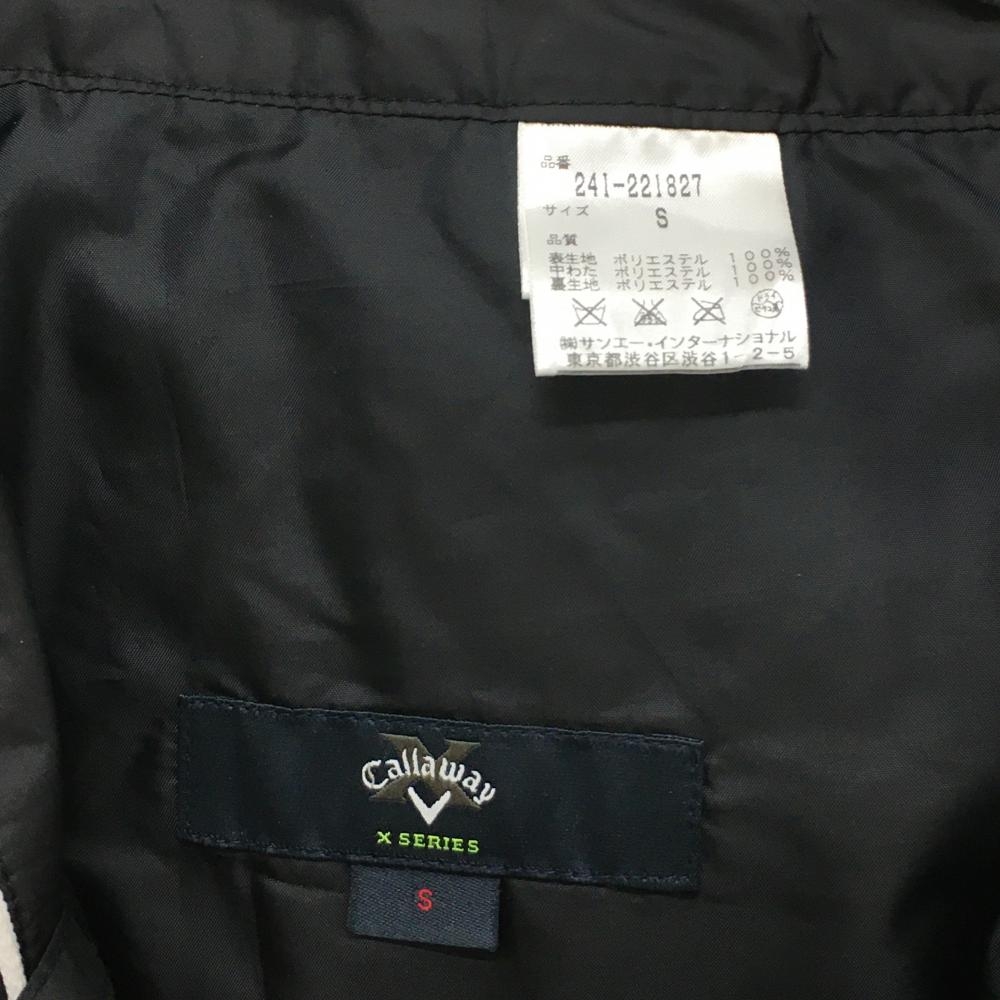 品番
241-221827
サイズ S
品質
表生地 ポリエステル 100%
中わた ポリエステル 100%
裏生地 ポリエステル 100%
㈱サンエー・インターナショナル
東京都渋谷区渋谷1-2-5
Callaway
X SERIES
S